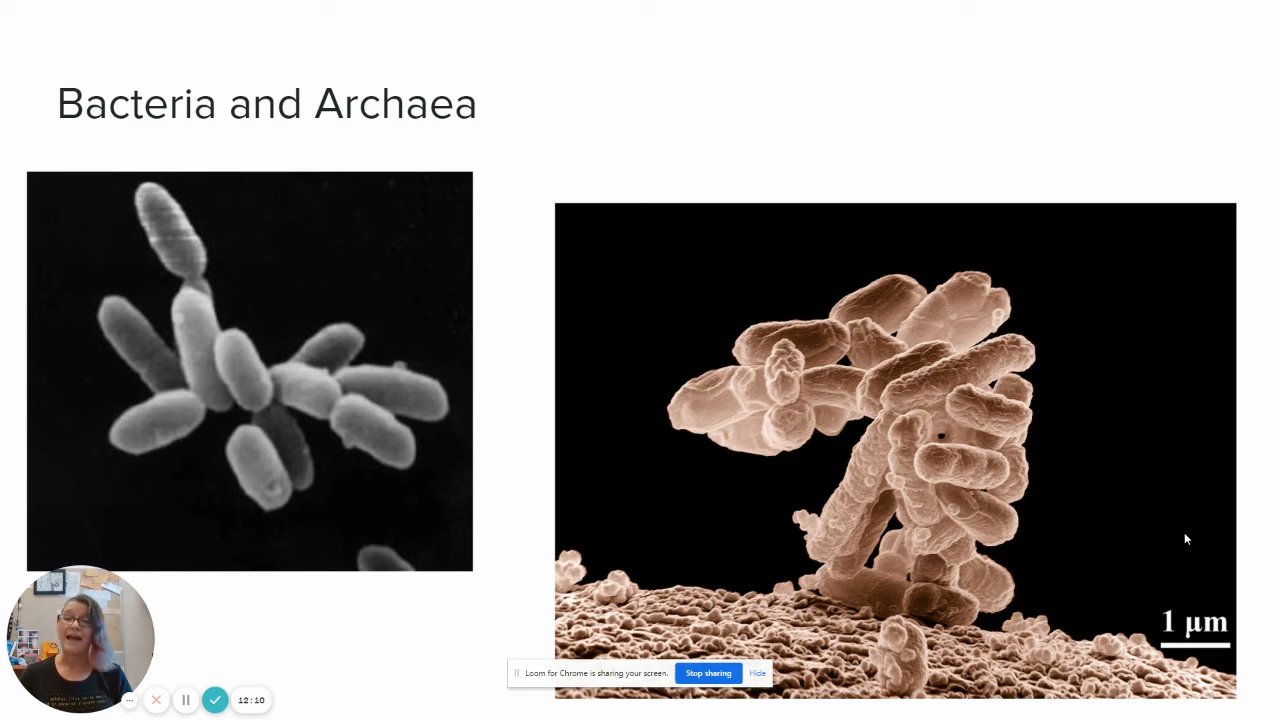 Bacteria and Archaea
1 µm
Loom for Chrome is sharing your screen.
Stop sharing
Hide
12:10